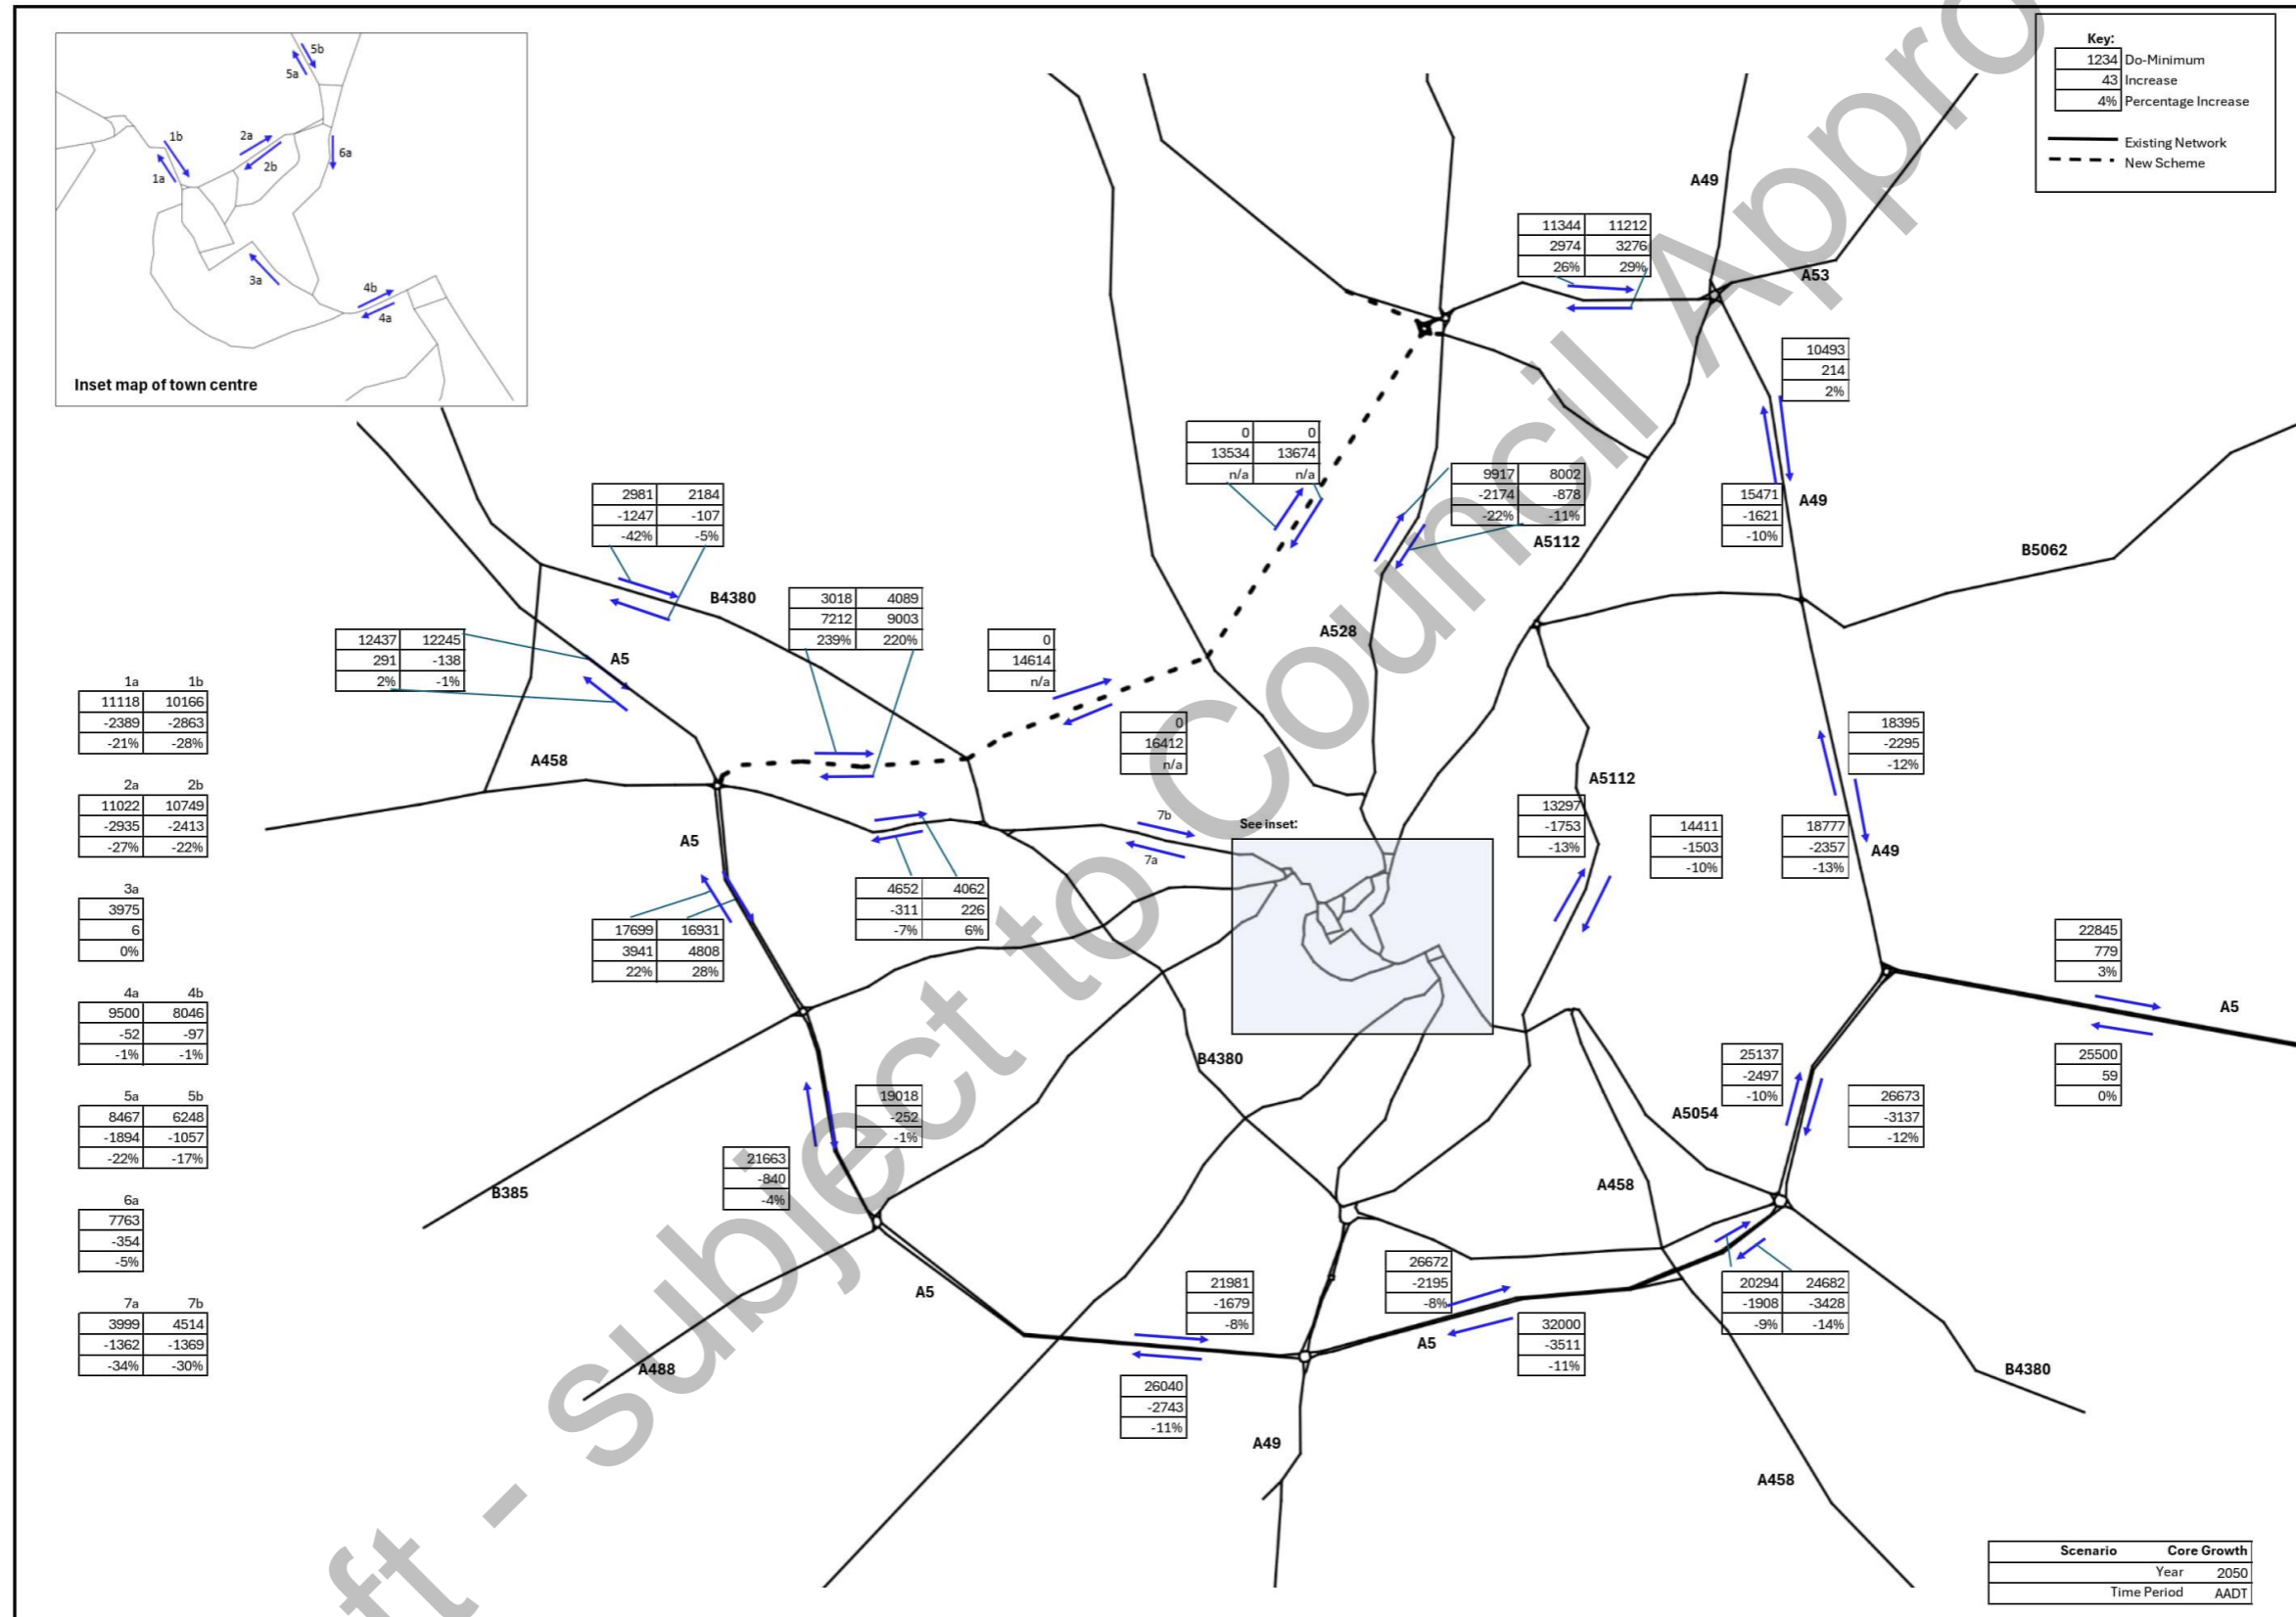 5b
5a
1b
2a
6a
2b
1a
3a
4b
4a
Inset map of town centre
Key:
1234 Do-Minimum
43 Increase
4% Percentage Increase
Existing Network
New Scheme
A49
11344 11212
2974 3276
26% 29%
A53
10493
214
2%
0 0
13534 13674
n/a n/a
9917 8002
-2174 -878
-22% -11%
A5112
15471
-1621
-10%
A49
B5062
2981 2184
-1247 -107
-42% -5%
B4380
3018 4089
7212 9003
239% 220%
12437 12245
291 -138
2% -1%
A5
0
14614
n/a
A528
0
16412
n/a
18395
-2295
-12%
A458
A5112
A5
7b
7a
See inset:
13297
-1753
-13%
14411
-1503
-10%
18777
-2357
-13%
A49
4652 4062
-311 226
-7% 6%
17699 16931
3941 4808
22% 28%
22845
779
3%
A5
B4380
25137
-2497
-10%
25500
59
0%
19018
-252
-1%
26673
-3137
-12%
A5054
21663
-840
-4%
B385
A458
A5
21981
-1679
-8%
26672
-2195
-8%
20294 24682
-1908 -3428
-9% -14%
32000
-3511
-11%
A5
A488
26040
-2743
-11%
B4380
A49
A458
1a 1b
11118 10166
-2389 -2863
-21% -28%
2a 2b
11022 10749
-2935 -2413
-27% -22%
3a
3975
6
0%
4a 4b
9500 8046
-52 -97
-1% -1%
5a 5b
8467 6248
-1894 -1057
-22% -17%
6a
7763
-354
-5%
7a 7b
3999 4514
-1362 -1369
-34% -30%
Scenario Core Growth
Year 2050
Time Period AADT
ft - subject to Council Appro